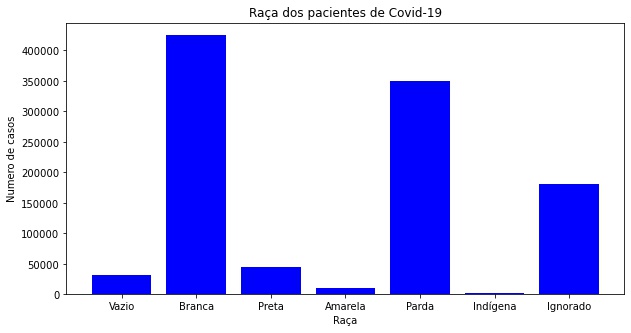 Raça dos pacientes de Covid-19
Numero de casos
400000
350000
300000
250000
200000
150000
100000
50000
0
Vazio Branca Preta Amarela Parda Indígena Ignorado
Raça